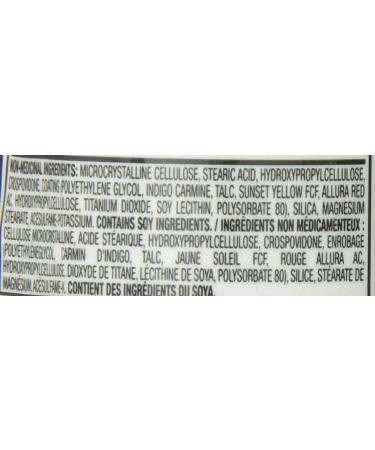 NON-MEDICINAL INGREDIENTS: MICROCRYSTALLINE CELLULOSE, STEARIC ACID, HYDROXYPROPYLCELLULOSE,
CROSPOVIDONE, COATING POLYETHYLENE GLYCOL, INDIGO CARMINE, TALC, SUNSET YELLOW FCF, ALLURA RED
AC, HYDROXYPROPYLCELLULOSE, TITANIUM DIOXIDE, SOY LECITHIN, POLYSORBATE 80), SILICA, MAGNESIUM
STEARATE, ACESULFAME-POTASSIUM. CONTAINS SOY INGREDIENTS. / INGRÉDIENTS NON MÉDICAMENTEUX :
CELLULOSE MICROCRISTALLINE, ACIDE STÉARIQUE, HYDROXYPROPYLCELLULOSE, CROSPOVIDONE, ENROBAGE
(POLYETHYLENEGLYCOL, CARMIN D'INDIGO, TALC, JAUNE SOLEIL FCF, ROUGE ALLURA AC,
HYDROXYPROPYLCELLULOSE, DIOXYDE DE TITANE, LÉCITHINE DE SOYA, POLYSORBATE 80), SILICE, STÉARATE DE
MAGNÉSIUM, ACESULFAME-K. CONTIENT DES INGRÉDIENTS DU SOYA.